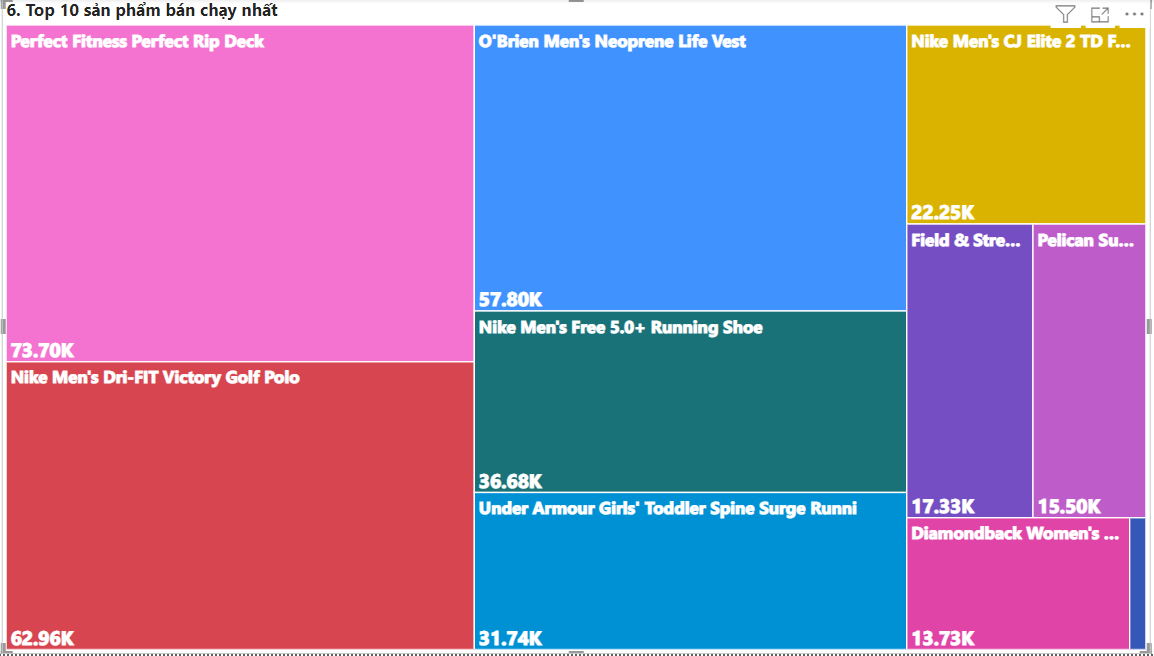 6. Top 10 sản phẩm bán chạy nhất
Perfect Fitness Perfect Rip Deck
73.70K
Nike Men's Dri-FIT Victory Golf Polo
62.96K
O'Brien Men's Neoprene Life Vest
57.80K
Nike Men's Free 5.0+ Running Shoe
36.68K
Under Armour Girls' Toddler Spine Surge Runni
31.74K
Nike Men's CJ Elite 2 TD F...
22.25K
Field & Stre...
17.33K
Pelican Su...
15.50K
Diamondback Women's ...
13.73K